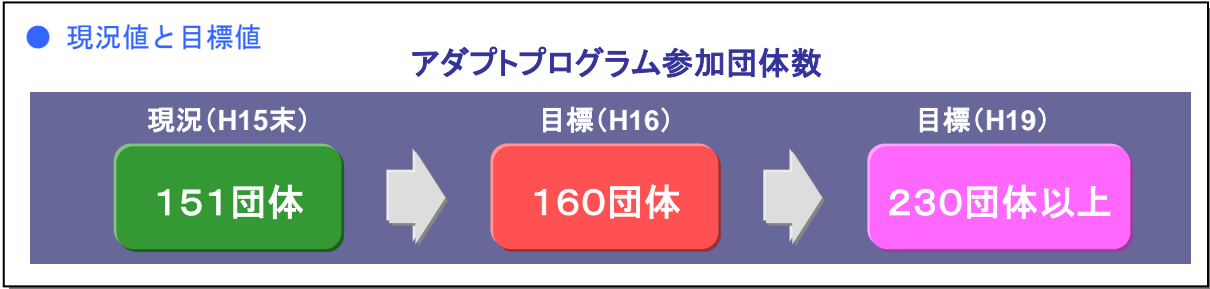 ● 現況値と目標値
アダプトプログラム参加団体数
現況（H15末） 目標（H16） 目標（H19）
151団体 160団体 230団体以上